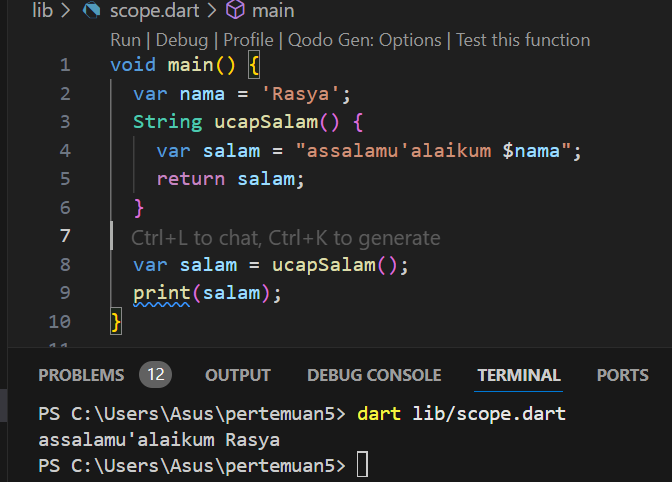 lib > scope.dart > main
Run | Debug | Profile | Qodo Gen: Options | Test this function
1 void main() {
2 var nama = 'Rasya';
3 String ucapSalam() {
4 var salam = "assalamu'alaikum $nama";
5 return salam;
6 }
7 Ctrl+L to chat, Ctrl+K to generate
8 var salam = ucapSalam();
9 print(salam);
10 }
11
PROBLEMS 12 OUTPUT DEBUG CONSOLE TERMINAL PORTS
PS C:\Users\Asus\pertemuan5> dart lib/scope.dart
assalamu'alaikum Rasya
PS C:\Users\Asus\pertemuan5>